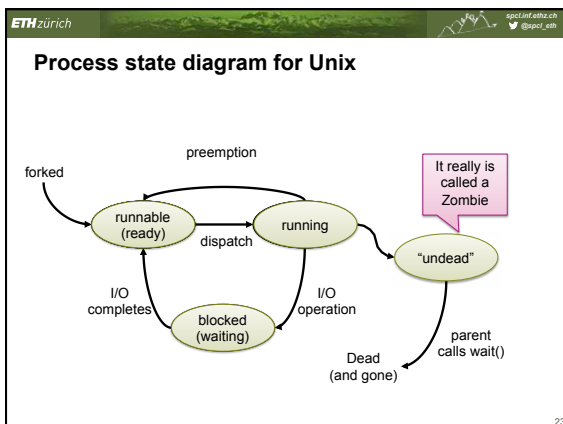 ETH zürich
spcl.inf.ethz.ch
@spcl_eth
Process state diagram for Unix
preemption
forked
It really is
called a
Zombie
runnable
(ready)
running
dispatch
“undead”
I/O
completes
I/O
operation
blocked
(waiting)
parent
calls wait()
Dead
(and gone)
23